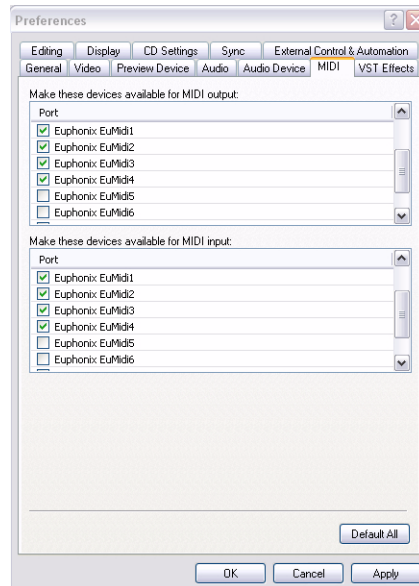 Preferences
Editing Display CD Settings Sync External Control & Automation
General Video Preview Device Audio Audio Device MIDI VST Effects
Make these devices available for MIDI output:
Port
Euphonix EuMidi1
Euphonix EuMidi2
Euphonix EuMidi3
Euphonix EuMidi4
Euphonix EuMidi5
Euphonix EuMidi6
Make these devices available for MIDI input:
Port
Euphonix EuMidi1
Euphonix EuMidi2
Euphonix EuMidi3
Euphonix EuMidi4
Euphonix EuMidi5
Euphonix EuMidi6
Default All
OK Cancel Apply